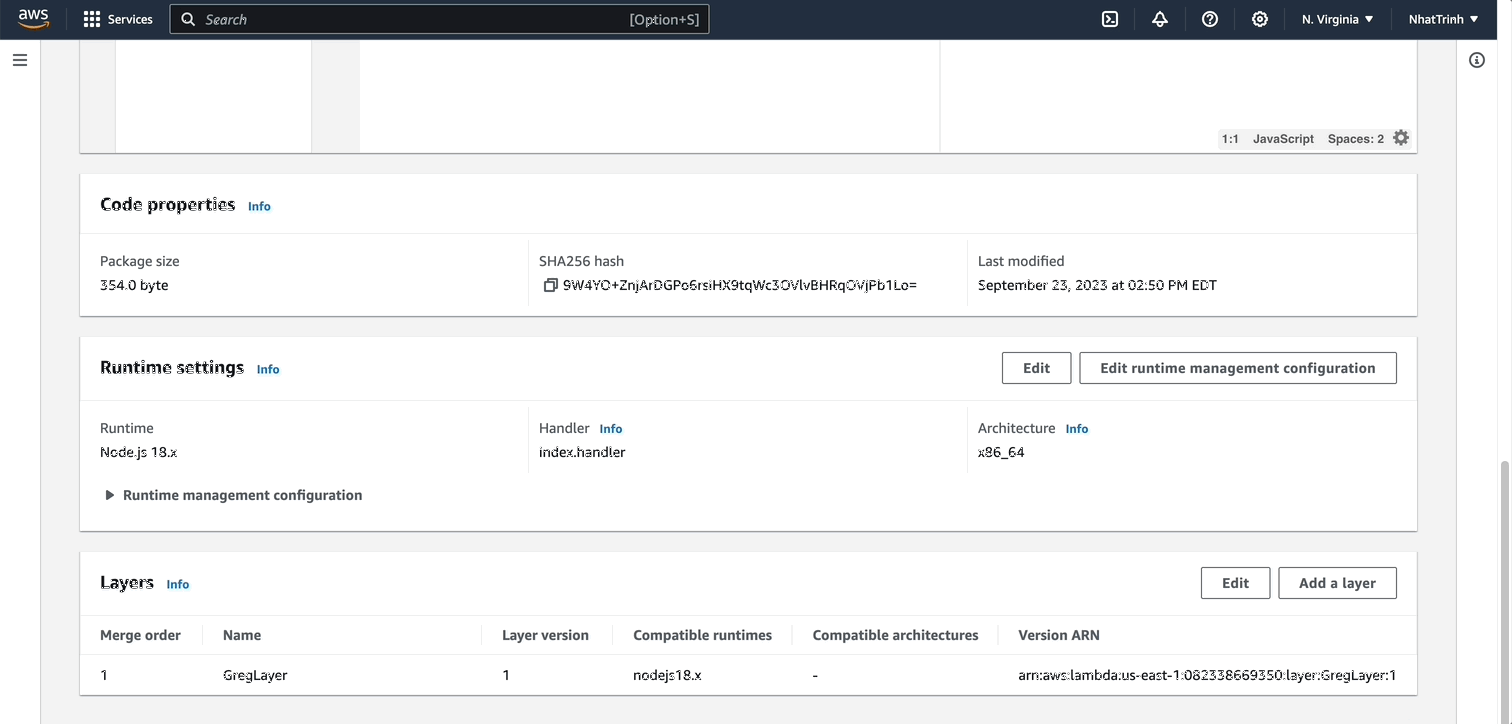 aws Services Search [Option+S] N. Virginia NhatTrinh
1:1 JavaScript Spaces: 2
Code properties Info
Package size SHA256 hash Last modified
354.0 byte September 23, 2023 at 02:50 PM EDT
Runtime settings Info Edit Edit runtime management configuration
Runtime Handler Info Architecture Info
Node.js 18.x index.handler x86_64
Runtime management configuration
Layers Info Edit Add a layer
Merge order Name Layer version Compatible runtimes Compatible architectures Version ARN
1 GregLayer 1 nodejs18.x - arn:aws:lambda:us-east-1:082338669350:layer:GregLayer:1